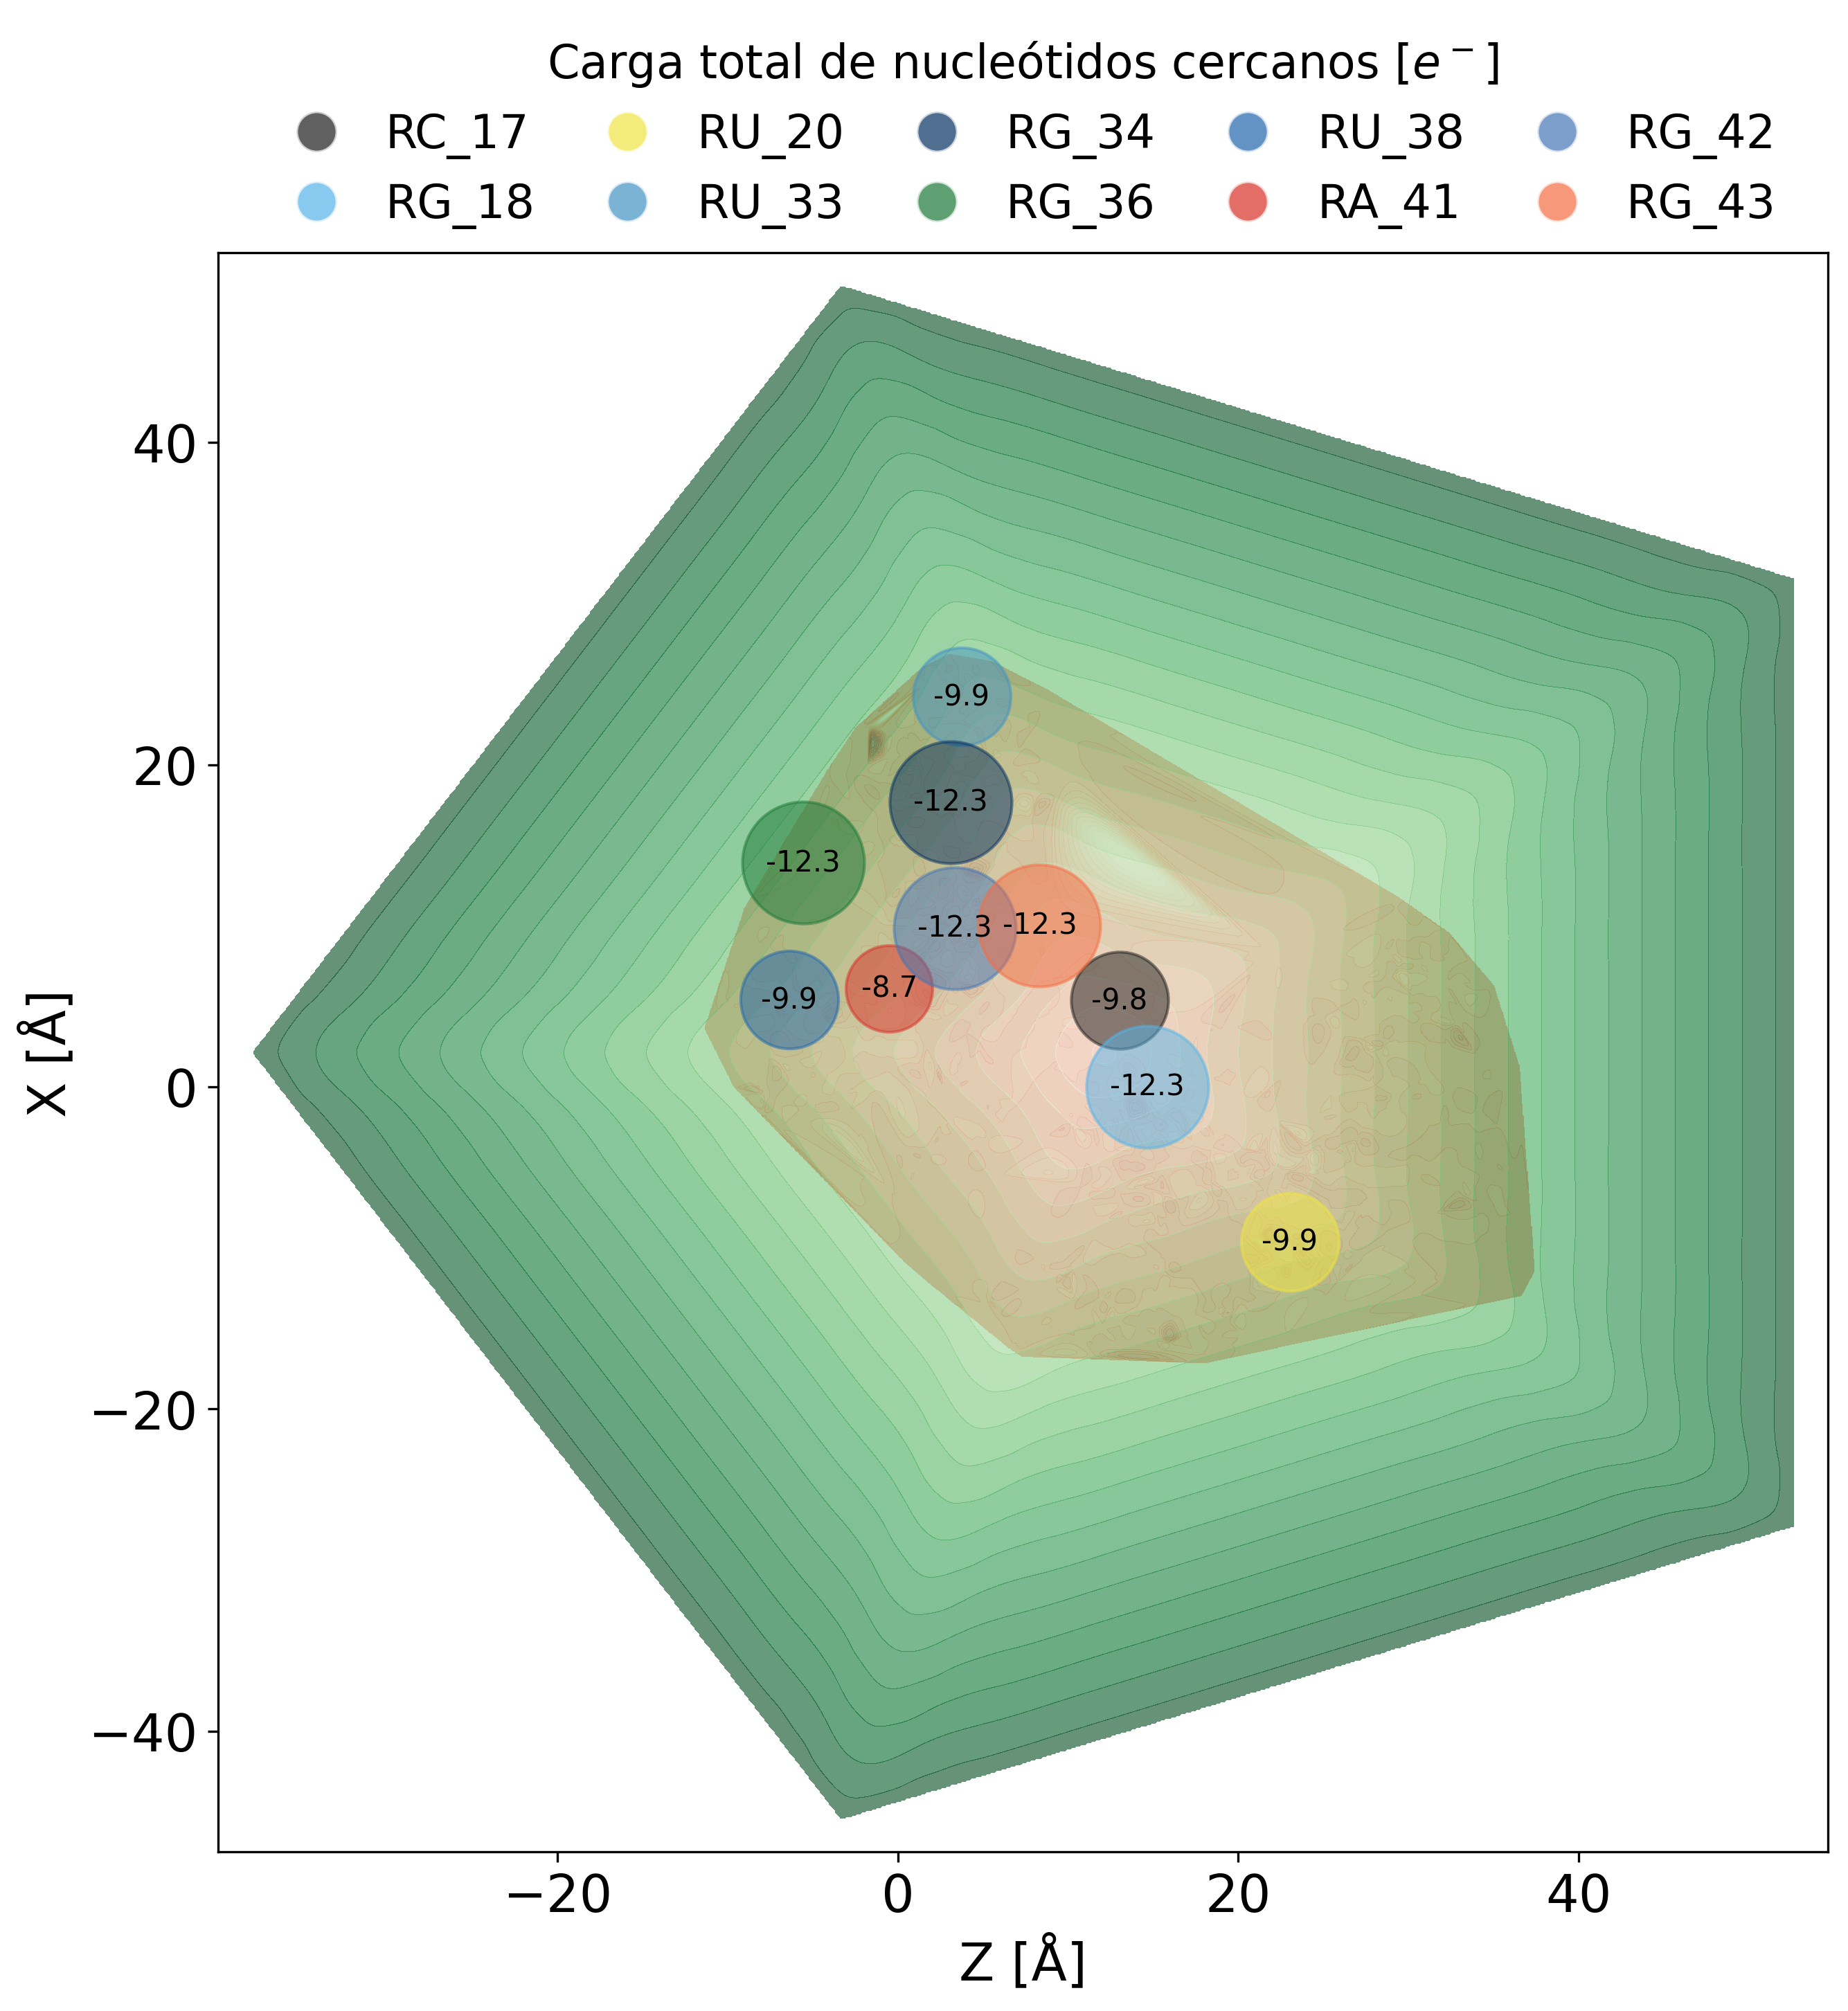 Carga total de nucleótidos cercanos [e⁻]
RC_17 RU_20 RG_34 RU_38 RG_42
RG_18 RU_33 RG_36 RA_41 RG_43
40
20
0
−20
−40
X [Å]
-9.9
-12.3
-12.3
-12.3 -12.3
-9.9 -8.7 -9.8
-12.3
-9.9
−20 0 20 40
Z [Å]